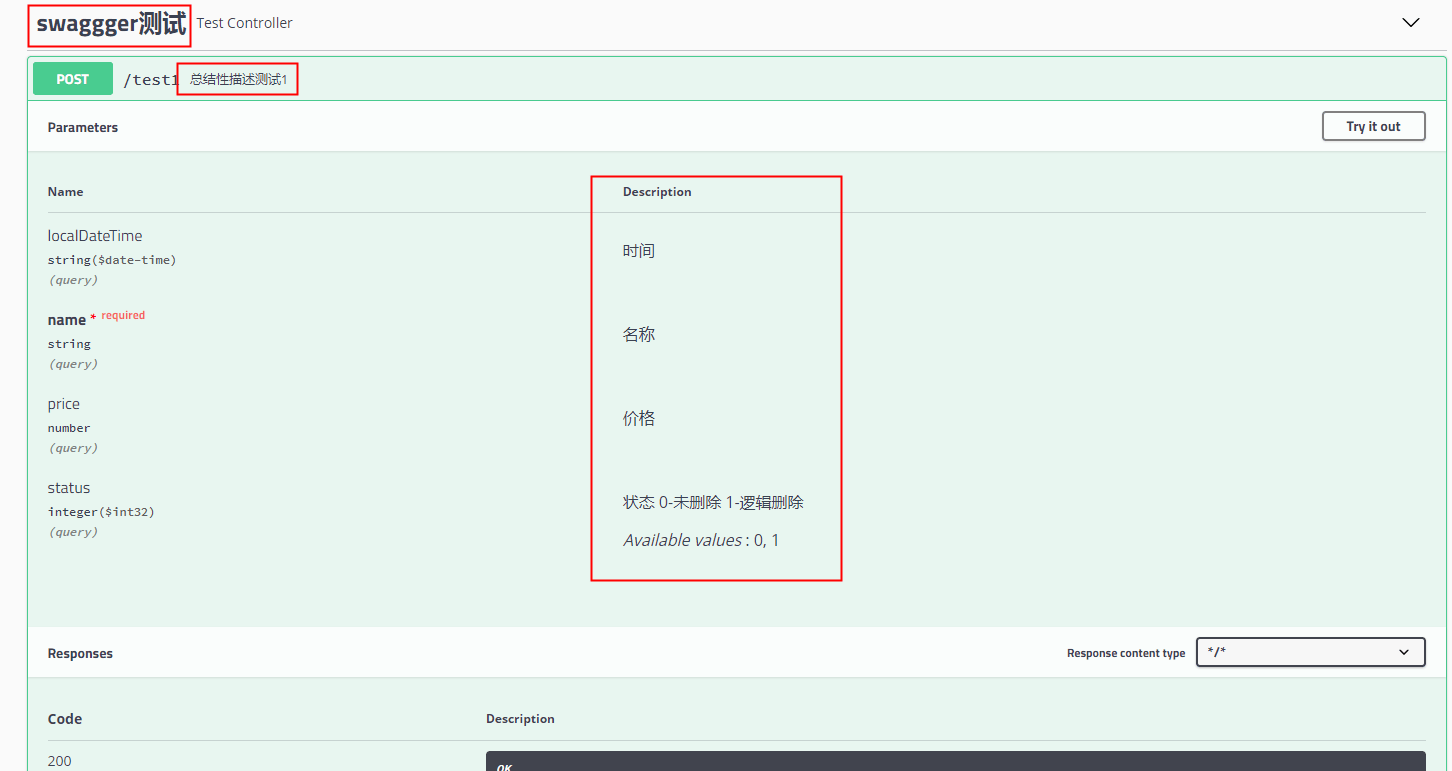 swaggger测试 Test Controller
POST /test1 总结性描述测试1
Parameters Try it out
Name Description
localDateTime
string($date-time)
(query)
时间
name * required
string
(query)
名称
price
number
(query)
价格
status
integer($int32)
(query)
状态 0-未删除 1-逻辑删除
Available values : 0, 1
Responses Response content type */*
Code Description
200
OK